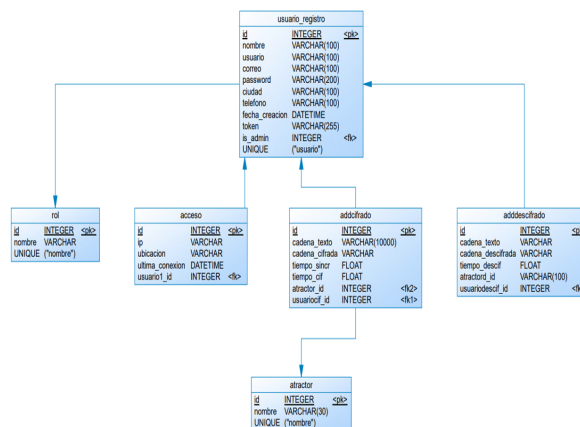 usuario_registro
id INTEGER <pk>
nombre VARCHAR(100)
usuario VARCHAR(100)
correo VARCHAR(100)
password VARCHAR(200)
ciudad VARCHAR(100)
telefono VARCHAR(100)
fecha_creacion DATETIME
token VARCHAR(255)
is_admin INTEGER <fk>
UNIQUE ("usuario")
rol
id INTEGER <pk>
nombre VARCHAR
UNIQUE ("nombre")
acceso
id INTEGER <pk>
ip VARCHAR
ubicacion VARCHAR
ultima_conexion DATETIME
usuario1_id INTEGER <fk>
addcifrado
id INTEGER <pk>
cadena_texto VARCHAR(10000)
cadena_cifrada VARCHAR
tiempo_sincr FLOAT
tiempo_cif FLOAT
atractor_id INTEGER <fk2>
usuariocif_id INTEGER <fk1>
adddescifrado
id INTEGER <pk>
cadena_texto VARCHAR
cadena_descifrada VARCHAR
tiempo_descif FLOAT
atractord_id VARCHAR(100)
usuariodescif_id INTEGER <fk
atractor
id INTEGER <pk>
nombre VARCHAR(30)
UNIQUE ("nombre")